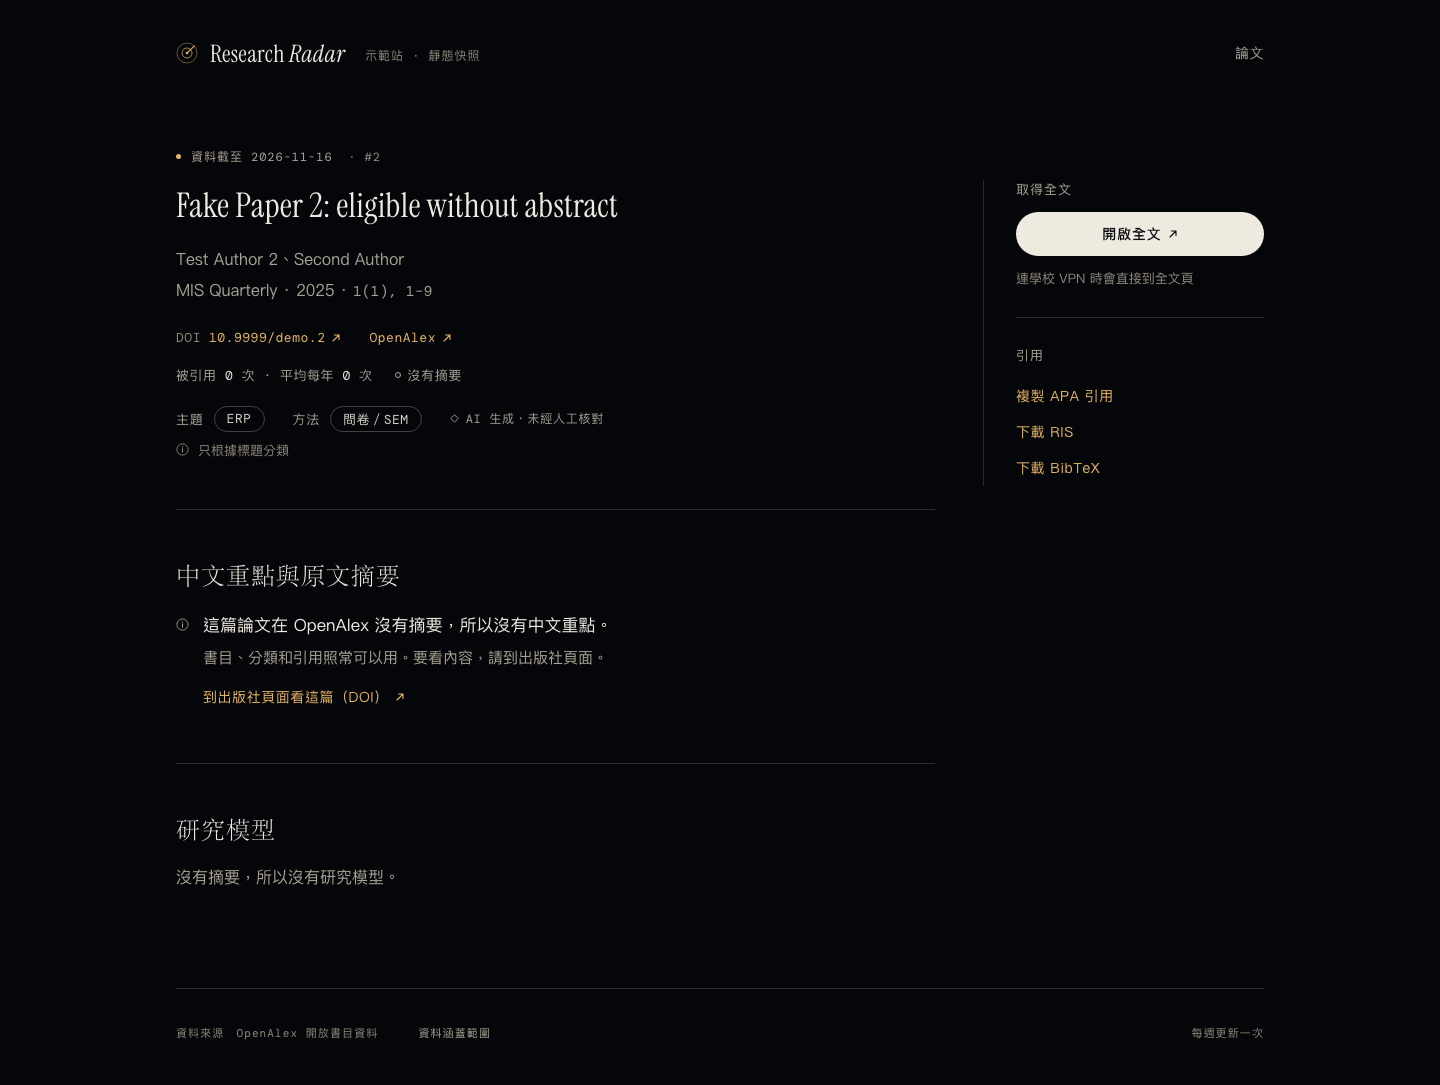 Research Radar 示範站 · 靜態快照
論文
資料截至 2026-11-16 · #2
Fake Paper 2: eligible without abstract
Test Author 2、Second Author
MIS Quarterly · 2025 · 1(1), 1–9
DOI 10.9999/demo.2 ↗ OpenAlex ↗
被引用 0 次 · 平均每年 0 次 ○ 沒有摘要
主題 ERP 方法 問卷 / SEM ◇ AI 生成·未經人工核對
ⓘ 只根據標題分類
取得全文
開啟全文 ↗
連學校 VPN 時會直接到全文頁
引用
複製 APA 引用
下載 RIS
下載 BibTeX
中文重點與原文摘要
ⓘ 這篇論文在 OpenAlex 沒有摘要，所以沒有中文重點。
書目、分類和引用照常可以用。要看內容，請到出版社頁面。
到出版社頁面看這篇（DOI） ↗
研究模型
沒有摘要，所以沒有研究模型。
資料來源 OpenAlex 開放書目資料 資料涵蓋範圍
每週更新一次